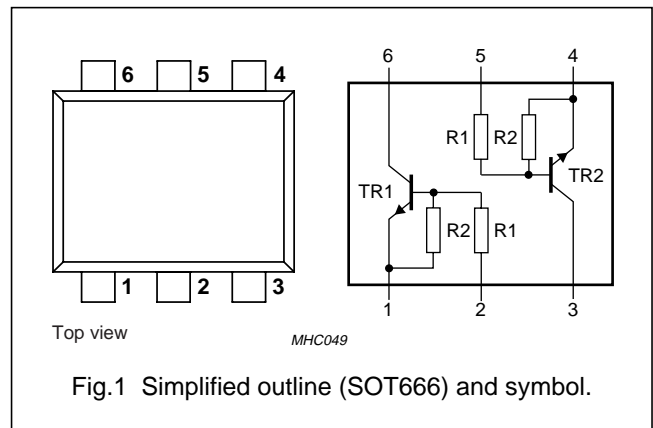 6 5 4
1 2 3
Top view
6 5 4
R1 R2
TR2
TR1
R2 R1
1 2 3
MHC049
Fig.1 Simplified outline (SOT666) and symbol.